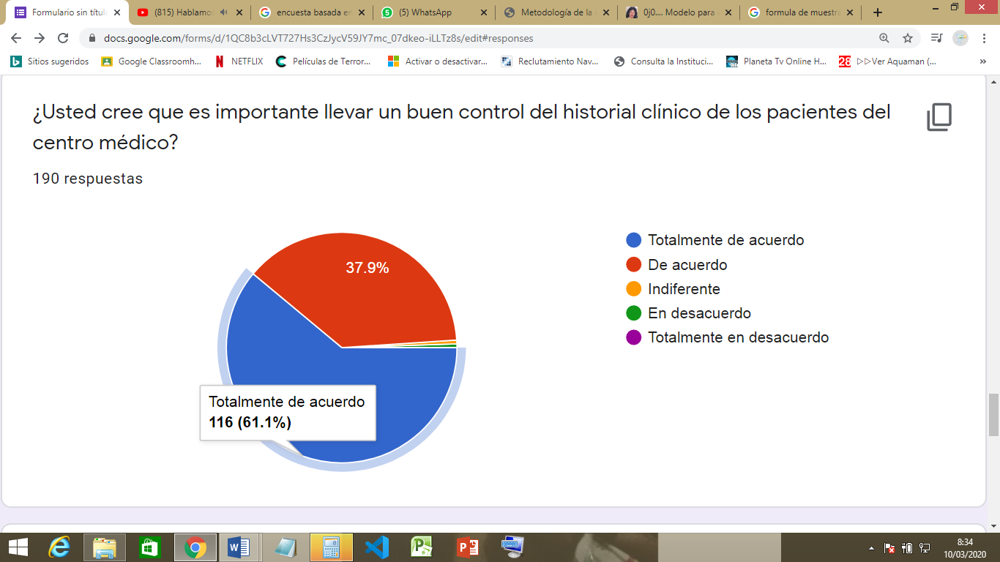 Formulario sin títul
(815) Hablamos
encuesta basada en
(5) WhatsApp
Metodología de la
0j0.... Modelo para
formula de muestra
docs.google.com/forms/d/1QC8b3cLVT727Hs3CzJycV59JY7mc_07dkeo-iLLTz8s/edit#responses
Sitios sugeridos
Google Classroomh...
NETFLIX
Películas de Terror...
Activar o desactivar...
Reclutamiento Nav...
Consulta la Instituci...
Planeta Tv Online H...
28
▷▷Ver Aquaman (...
»
¿Usted cree que es importante llevar un buen control del historial clínico de los pacientes del
centro médico?
190 respuestas
37.9%
Totalmente de acuerdo
116 (61.1%)
Totalmente de acuerdo
De acuerdo
Indiferente
En desacuerdo
Totalmente en desacuerdo
8:34
10/03/2020